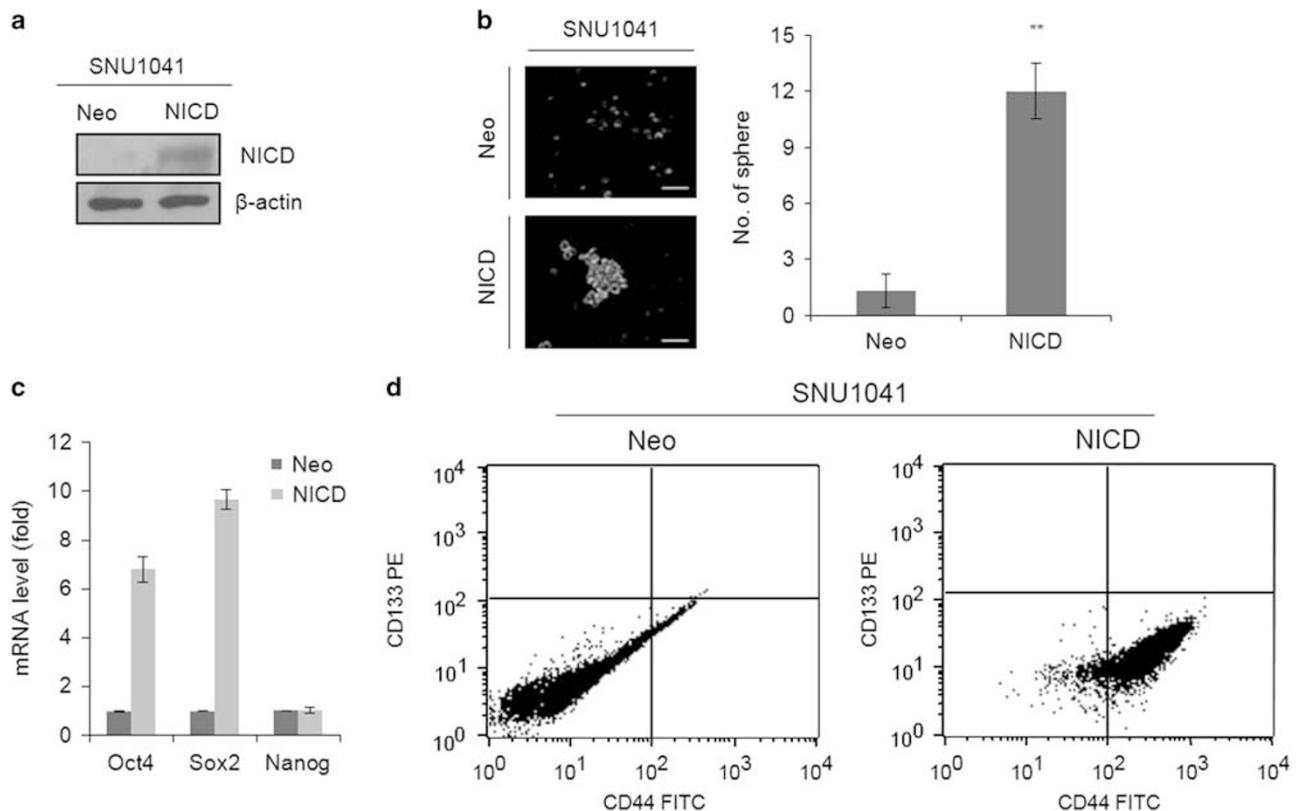 a
SNU1041
Neo NICD
NICD
β-actin
b
SNU1041
Neo
NICD
No. of sphere
15
12
9
6
3
0
**
Neo NICD
c
mRNA level (fold)
12
10
8
6
4
2
0
Neo
NICD
Oct4 Sox2 Nanog
d
SNU1041
Neo
CD133 PE
10⁴
10³
10²
10¹
10⁰
10⁰ 10¹ 10² 10³ 10⁴
CD44 FITC
NICD
CD133 PE
10⁴
10³
10²
10¹
10⁰
10⁰ 10¹ 10² 10³ 10⁴
CD44 FITC